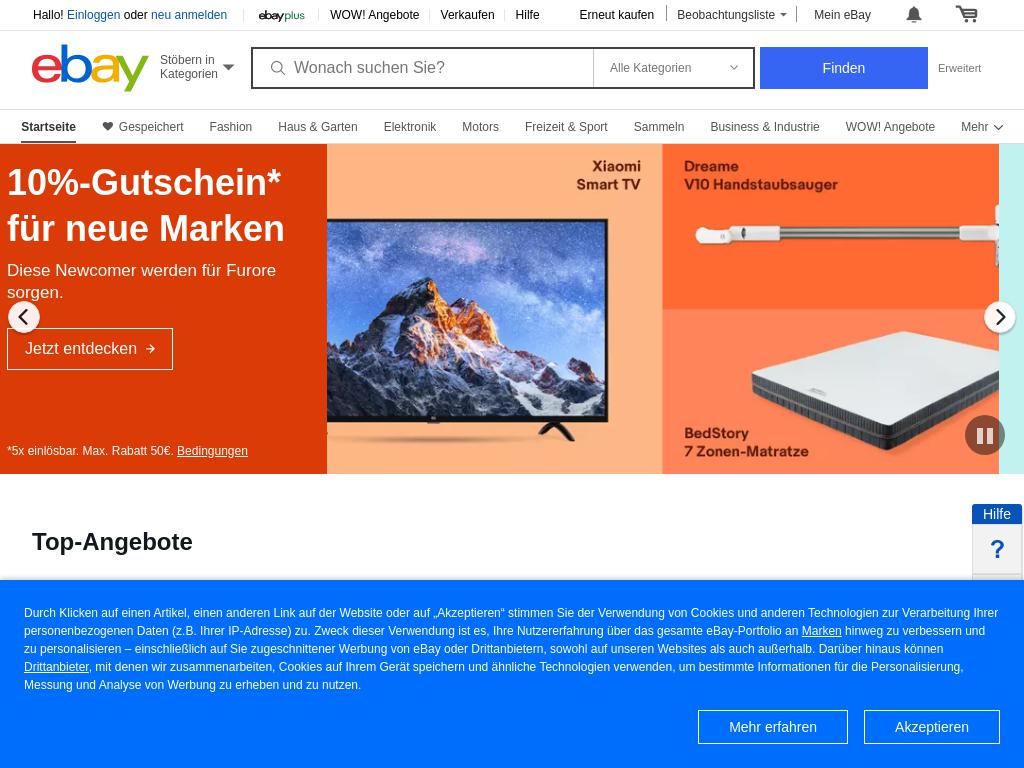 Hallo! Einloggen oder neu anmelden
ebay plus
WOW! Angebote
Verkaufen
Hilfe
Erneut kaufen
Beobachtungsliste
Mein eBay
ebay
Stöbern in
Kategorien
Wonach suchen Sie?
Alle Kategorien
Finden
Erweitert
Startseite
Gespeichert
Fashion
Haus & Garten
Elektronik
Motors
Freizeit & Sport
Sammeln
Business & Industrie
WOW! Angebote
Mehr
10%-Gutschein*
für neue Marken
Diese Newcomer werden für Furore
sorgen.
Jetzt entdecken
*5x einlösbar. Max. Rabatt 50€. Bedingungen
Xiaomi
Smart TV
Dreame
V10 Handstaubsauger
BedStory
7 Zonen-Matratze
Top-Angebote
Hilfe
?
Durch Klicken auf einen Artikel, einen anderen Link auf der Website oder auf „Akzeptieren“ stimmen Sie der Verwendung von Cookies und anderen Technologien zur Verarbeitung Ihrer
personenbezogenen Daten (z.B. Ihrer IP-Adresse) zu. Zweck dieser Verwendung ist es, Ihre Nutzererfahrung über das gesamte eBay-Portfolio an Marken hinweg zu verbessern und
zu personalisieren – einschließlich auf Sie zugeschnittener Werbung von eBay oder Drittanbietern, sowohl auf unseren Websites als auch außerhalb. Darüber hinaus können
Drittanbieter, mit denen wir zusammenarbeiten, Cookies auf Ihrem Gerät speichern und ähnliche Technologien verwenden, um bestimmte Informationen für die Personalisierung,
Messung und Analyse von Werbung zu erheben und zu nutzen.
Mehr erfahren
Akzeptieren